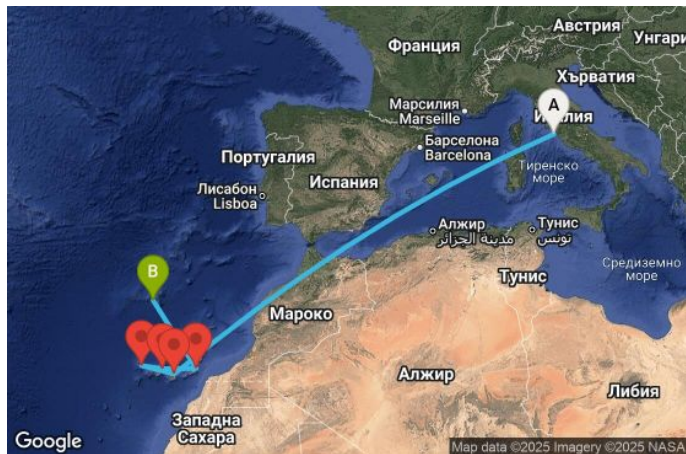 Австрия
Франция
Унгари
Хърватия
A
Италия
Марсилия
Marseille
Барселона
Barcelona
Португалия
Тиренско
море
Испания
Лисабон
Lisboa
Алжир
مدينة الجزائر
Тунис
تونس
Средиземно
море
B
Тунис
Мароко
Алжир
Либия
Западна
Сахара
Google
Map data ©2025 Imagery ©2025 NASA